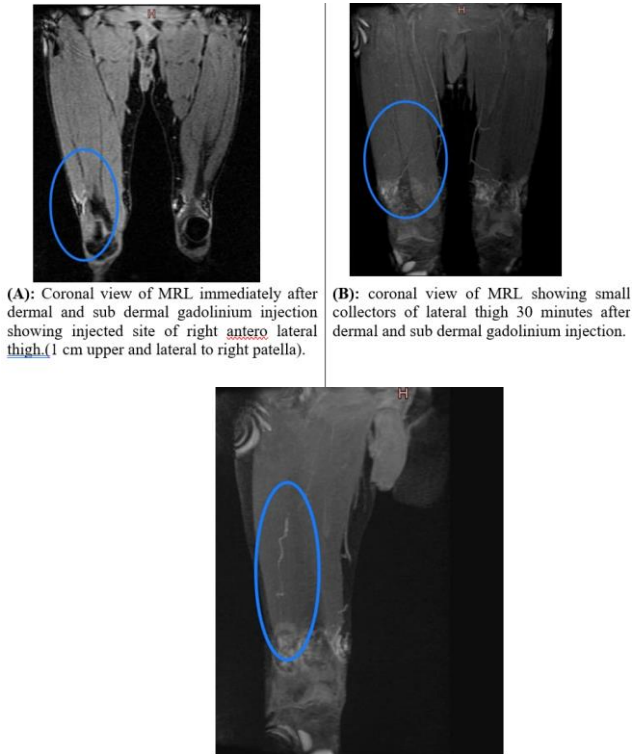 H
H
(A): Coronal view of MRL immediately after
dermal and sub dermal gadolinium injection
showing injected site of right antero lateral
thigh.(1 cm upper and lateral to right patella).
(B): coronal view of MRL showing small
collectors of lateral thigh 30 minutes after
dermal and sub dermal gadolinium injection.
H